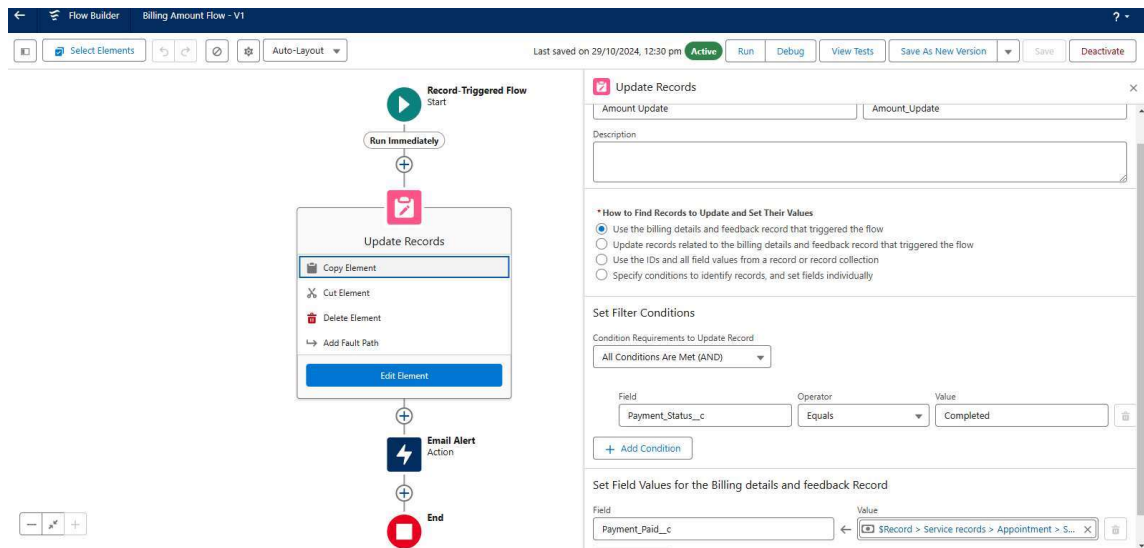 Flow Builder Billing Amount Flow - V1 ?
Select Elements Auto-Layout Last saved on 29/10/2024, 12:30 pm Active Run Debug View Tests Save As New Version Save Deactivate
Record-Triggered Flow
Start
Run Immediately
Update Records
Copy Element
Cut Element
Delete Element
Add Fault Path
Edit Element
Email Alert
Action
End
Update Records
Amount Update Amount_Update
Description
*How to Find Records to Update and Set Their Values
Use the billing details and feedback record that triggered the flow
Update records related to the billing details and feedback record that triggered the flow
Use the IDs and all field values from a record or record collection
Specify conditions to identify records, and set fields individually
Set Filter Conditions
Condition Requirements to Update Record
All Conditions Are Met (AND)
Field Operator Value
Payment_Status__c Equals Completed
+ Add Condition
Set Field Values for the Billing details and feedback Record
Field Value
Payment_Paid__c $Record > Service records > Appointment > S...